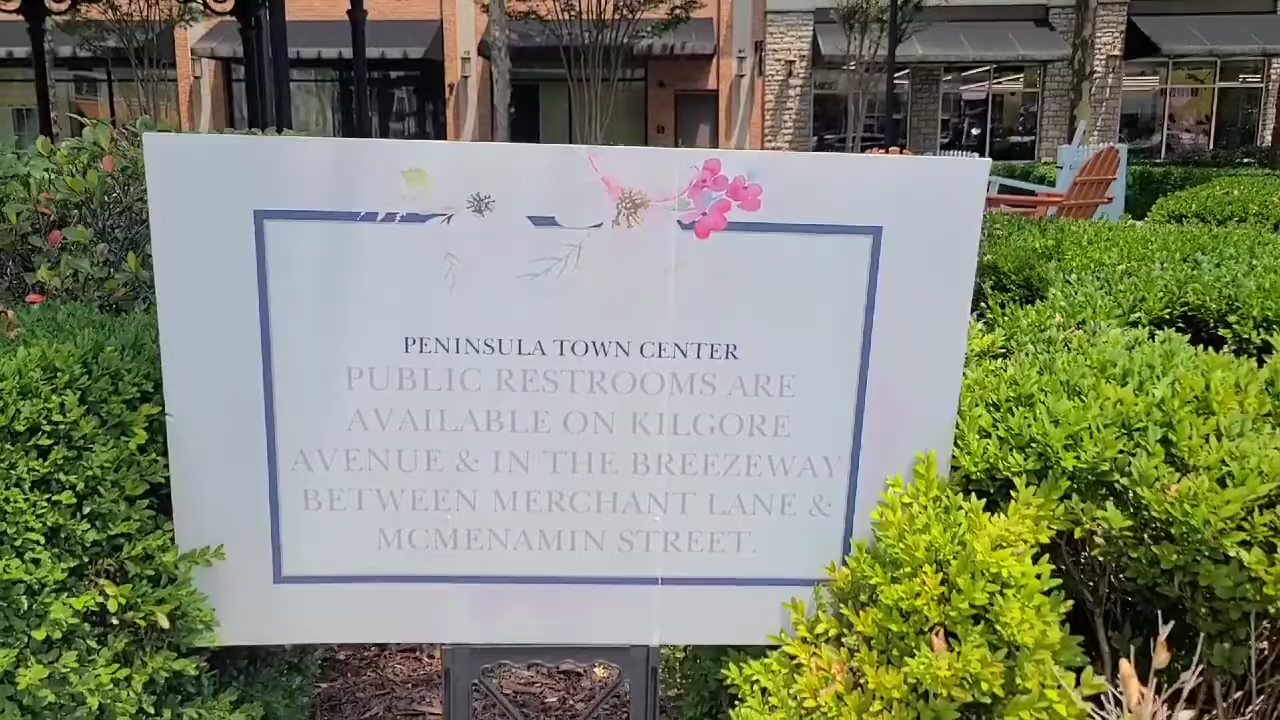 PENINSULA TOWN CENTER
PUBLIC RESTROOMS ARE
AVAILABLE ON KILGORE
AVENUE & IN THE BREEZEWAY
BETWEEN MERCHANT LANE &
MCMENAMIN STREET.